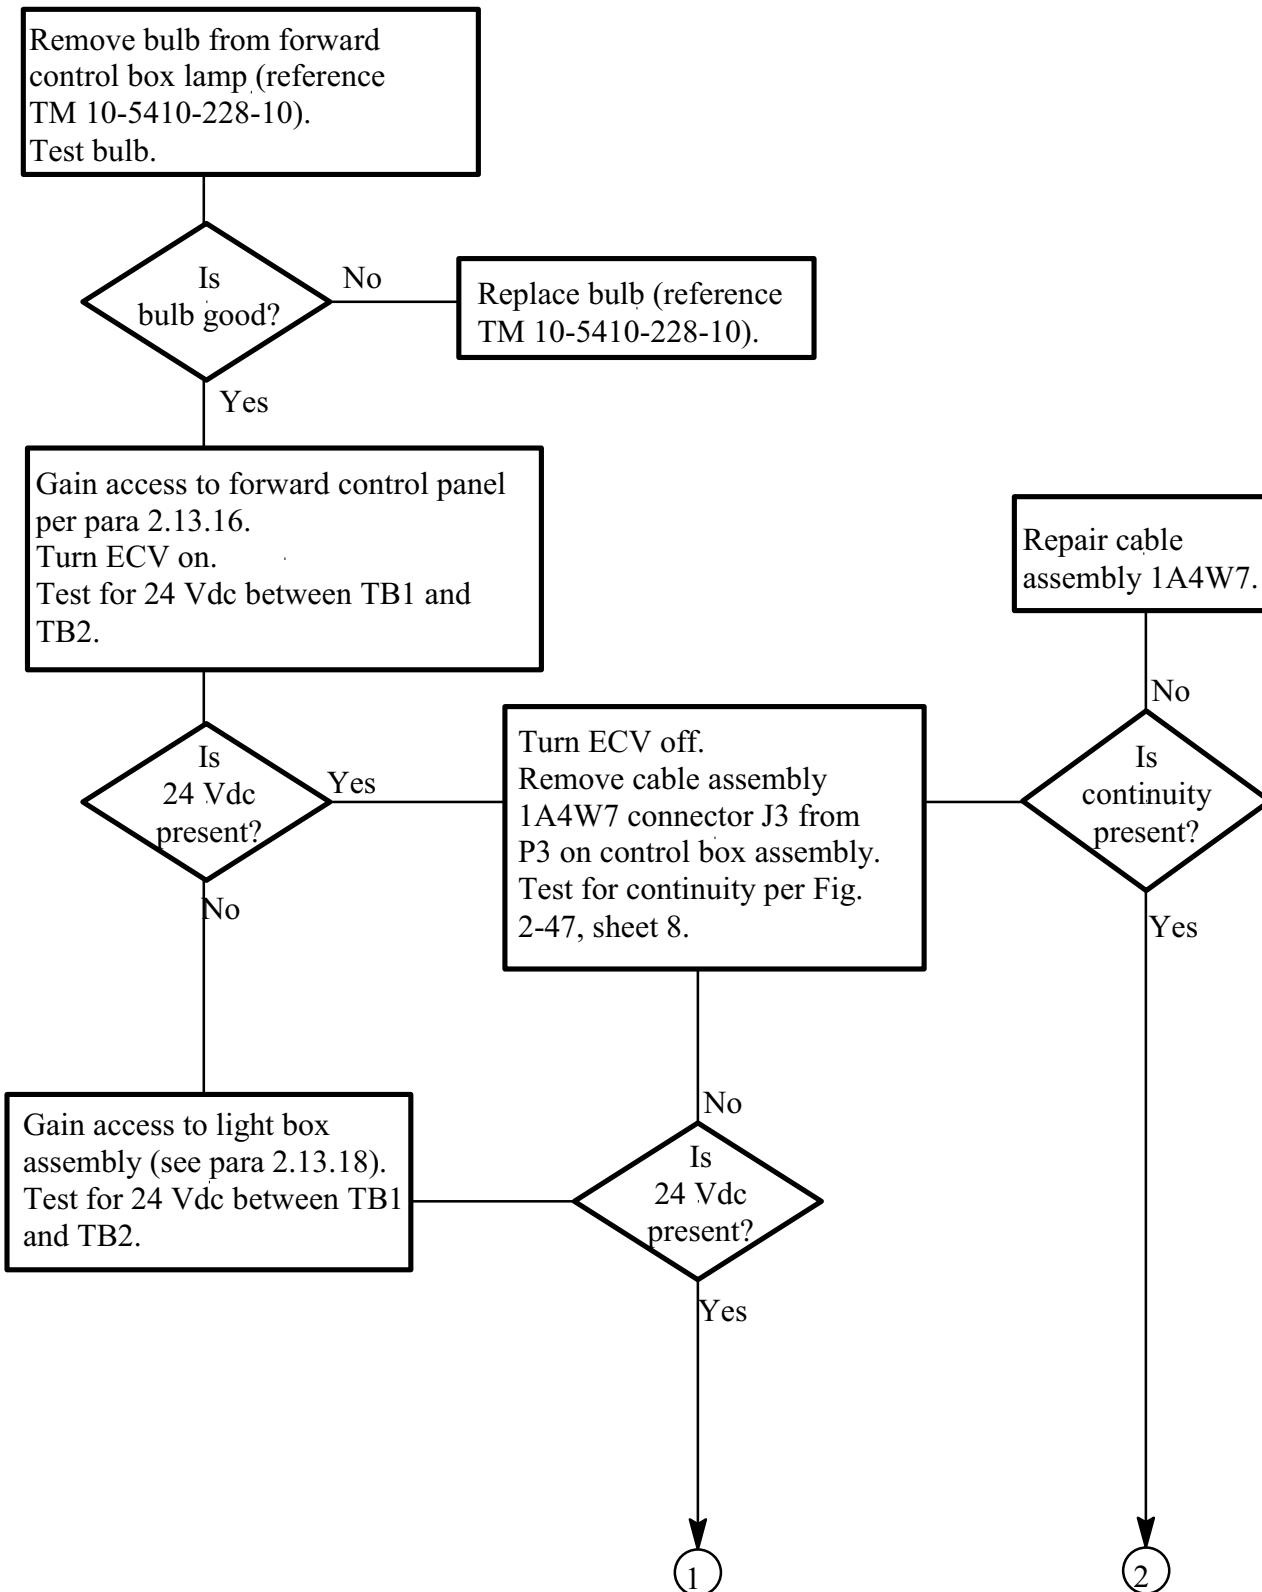 Remove bulb from forward
control box lamp (reference
TM 10-5410-228-10).
Test bulb.
Is
bulb good?
No
Replace bulb (reference
TM 10-5410-228-10).
Yes
Gain access to forward control panel
per para 2.13.16.
Turn ECV on.
Test for 24 Vdc between TB1 and
TB2.
Is
24 Vdc
present?
Yes
No
Turn ECV off.
Remove cable assembly
1A4W7 connector J3 from
P3 on control box assembly.
Test for continuity per Fig.
2-47, sheet 8.
Repair cable
assembly 1A4W7.
No
Is
continuity
present?
Yes
Gain access to light box
assembly (see para 2.13.18).
Test for 24 Vdc between TB1
and TB2.
No
Is
24 Vdc
present?
Yes
1
2